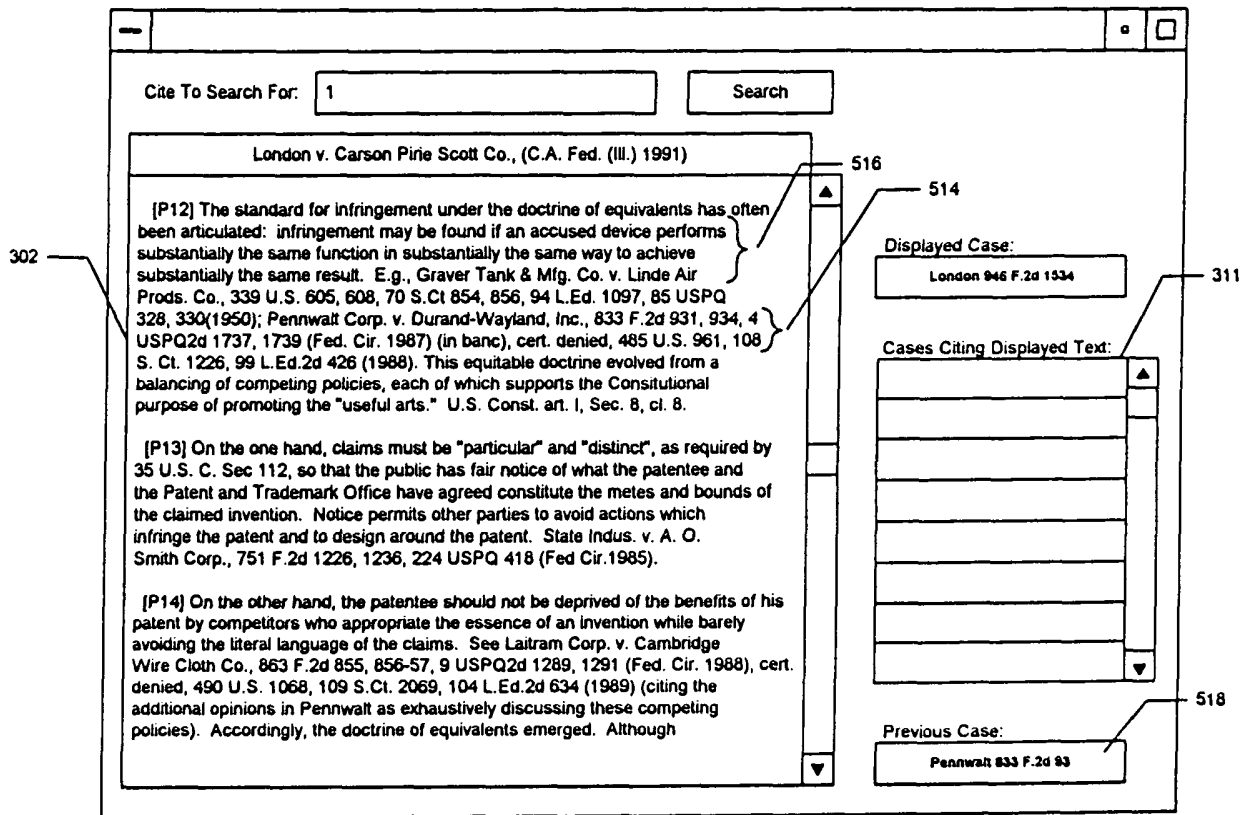 Cite To Search For: 1 Search
London v. Carson Pirie Scott Co., (C.A. Fed. (Ill.) 1991)
516
514
[P12] The standard for infringement under the doctrine of equivalents has often
been articulated: infringement may be found if an accused device performs
substantially the same function in substantially the same way to achieve
substantially the same result. E.g., Graver Tank & Mfg. Co. v. Linde Air
Prods. Co., 339 U.S. 605, 608, 70 S.Ct 854, 856, 94 L.Ed. 1097, 85 USPQ
328, 330(1950); Pennwalt Corp. v. Durand-Wayland, Inc., 833 F.2d 931, 934, 4
USPQ2d 1737, 1739 (Fed. Cir. 1987) (in banc), cert. denied, 485 U.S. 961, 108
S. Ct. 1226, 99 L.Ed.2d 426 (1988). This equitable doctrine evolved from a
balancing of competing policies, each of which supports the Consitutional
purpose of promoting the "useful arts." U.S. Const. art. I, Sec. 8, cl. 8.
[P13] On the one hand, claims must be "particular" and "distinct", as required by
35 U.S. C. Sec 112, so that the public has fair notice of what the patentee and
the Patent and Trademark Office have agreed constitute the metes and bounds of
the claimed invention. Notice permits other parties to avoid actions which
infringe the patent and to design around the patent. State Indus. v. A. O.
Smith Corp., 751 F.2d 1226, 1236, 224 USPQ 418 (Fed Cir.1985).
[P14] On the other hand, the patentee should not be deprived of the benefits of his
patent by competitors who appropriate the essence of an invention while barely
avoiding the literal language of the claims. See Laitram Corp. v. Cambridge
Wire Cloth Co., 863 F.2d 855, 856-57, 9 USPQ2d 1289, 1291 (Fed. Cir. 1988), cert.
denied, 490 U.S. 1068, 109 S.Ct. 2069, 104 L.Ed.2d 634 (1989) (citing the
additional opinions in Pennwalt as exhaustively discussing these competing
policies). Accordingly, the doctrine of equivalents emerged. Although
302
Displayed Case:
London 946 F.2d 1534
311
Cases Citing Displayed Text:
518
Previous Case:
Pennwalt 833 F.2d 93